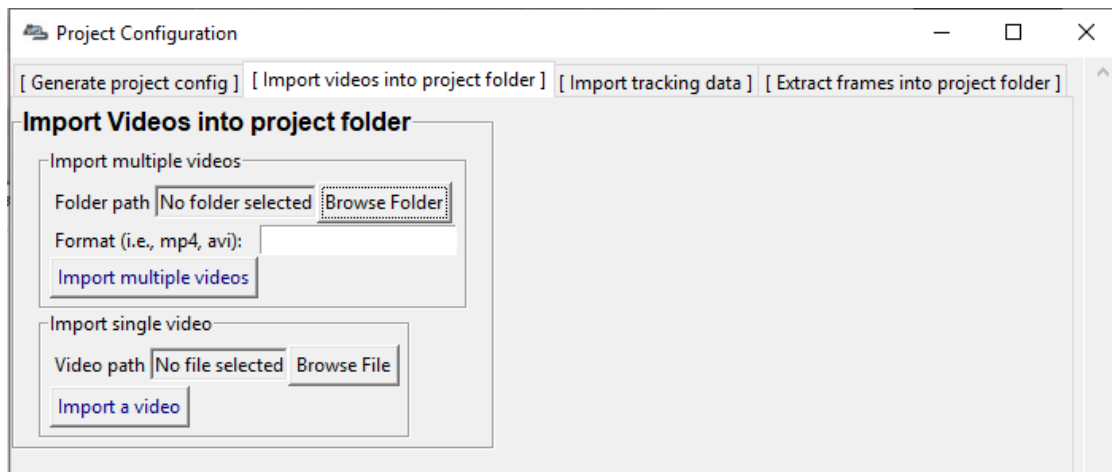 Project Configuration
[ Generate project config ] [ Import videos into project folder ] [ Import tracking data ] [ Extract frames into project folder ]
Import Videos into project folder
Import multiple videos
Folder path No folder selected Browse Folder
Format (i.e., mp4, avi):
Import multiple videos
Import single video
Video path No file selected Browse File
Import a video